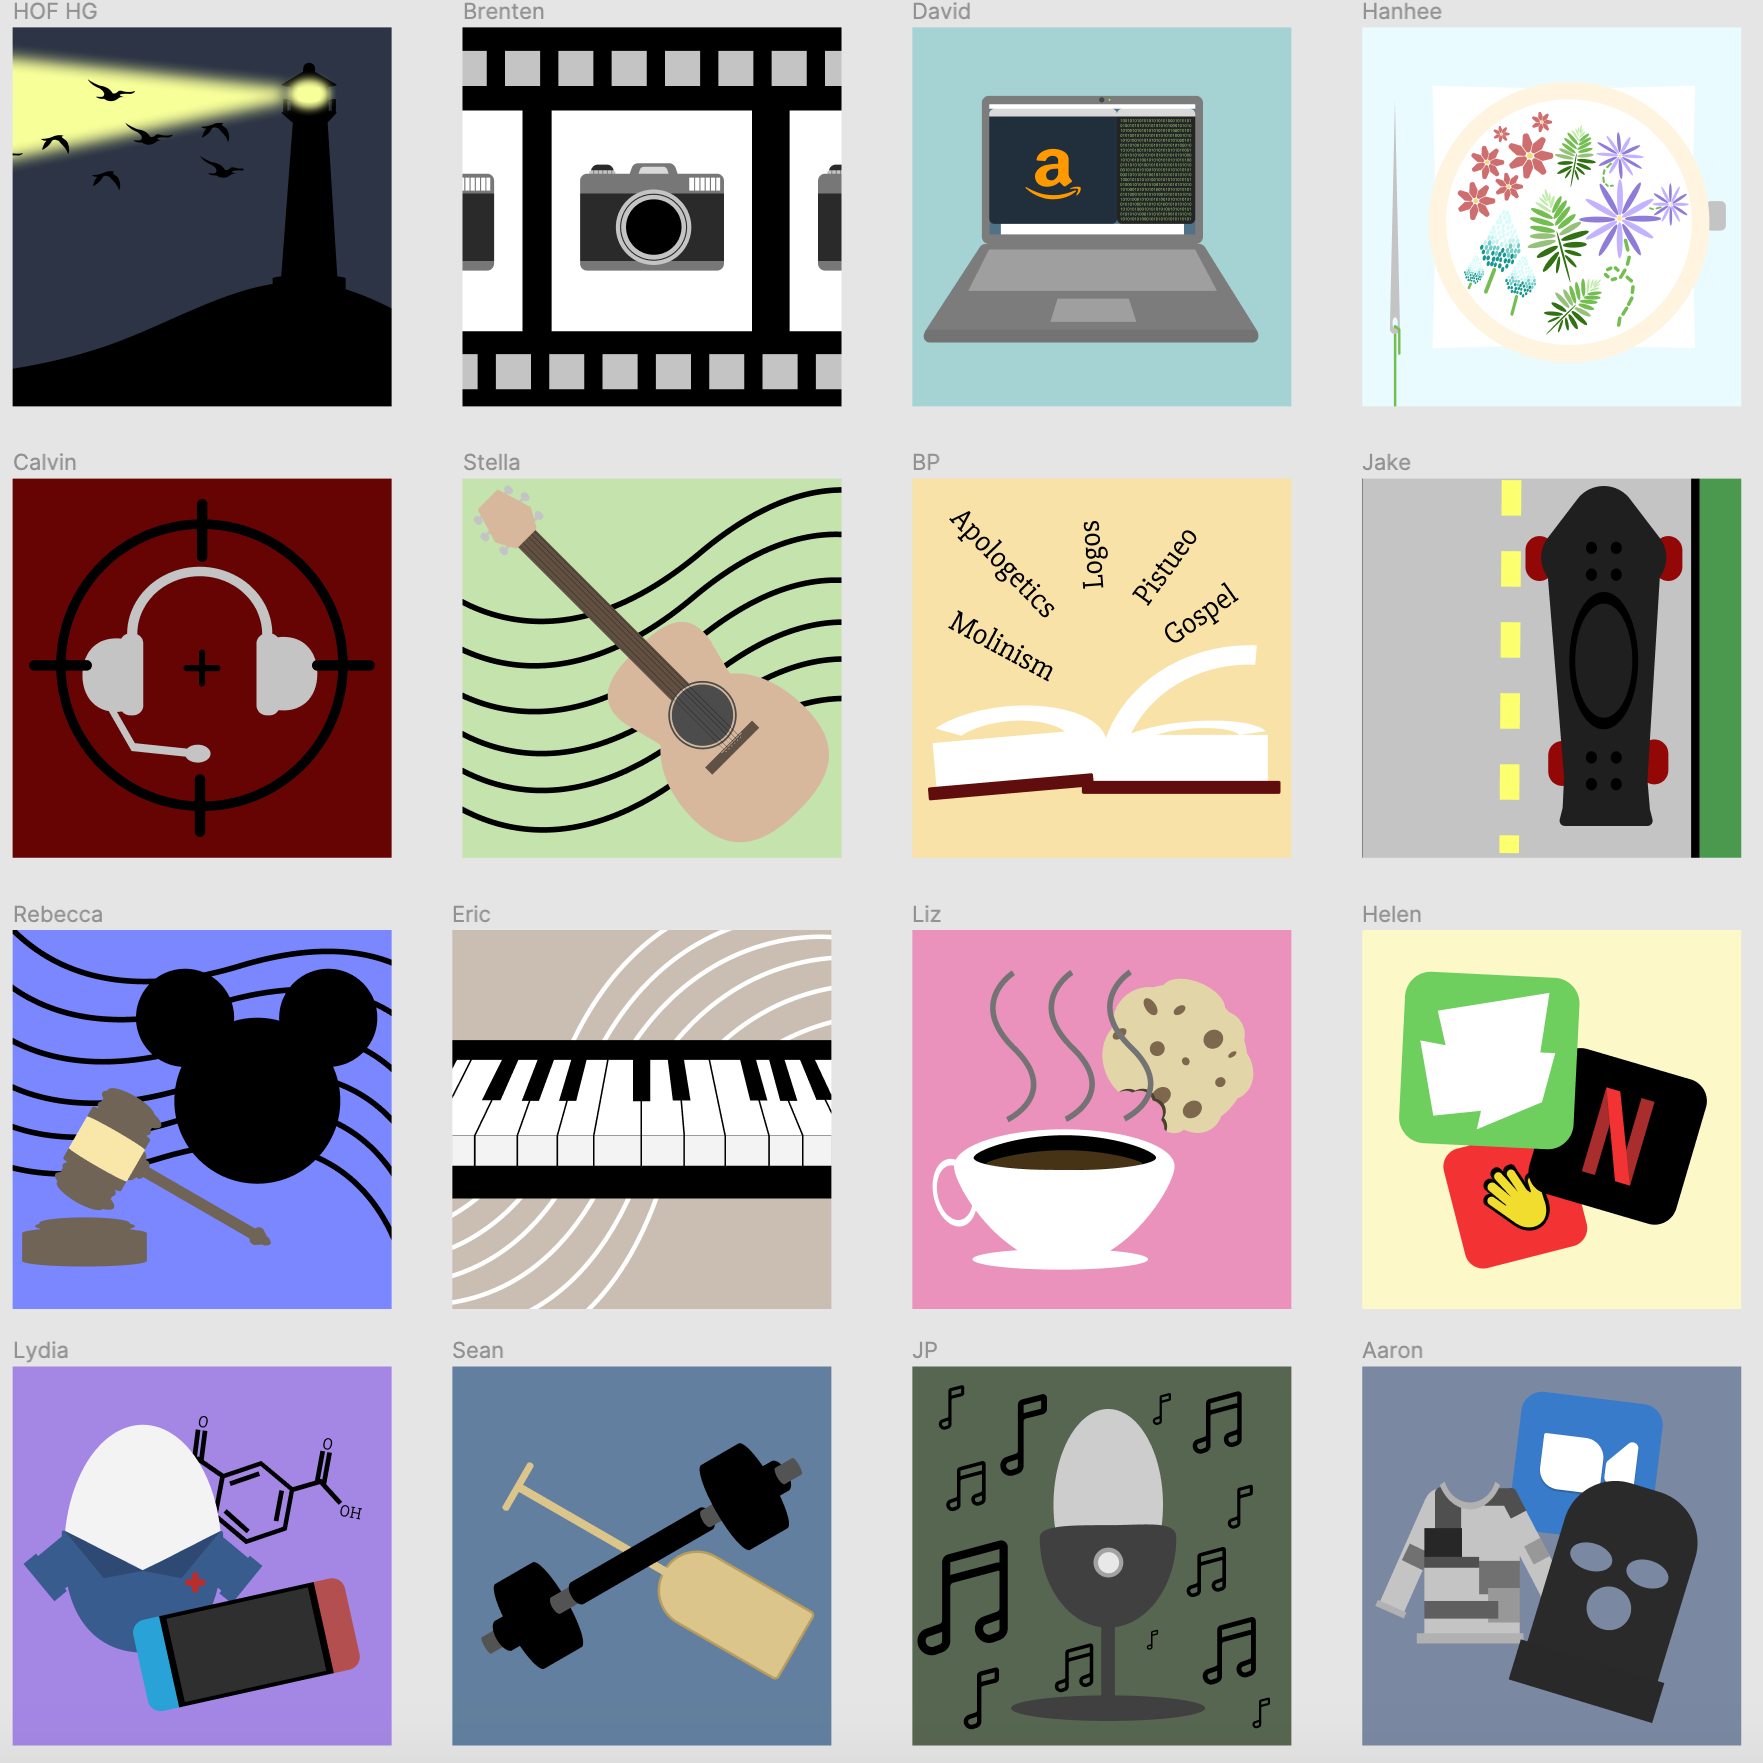 HOF HG
Brenten
David
Hanhee
a
Calvin
Stella
BP
Jake
Apologetics
Logos
Pistueo
Gospel
Molinism
Rebecca
Eric
Liz
Helen
N
Lydia
Sean
JP
Aaron
O
O
OH